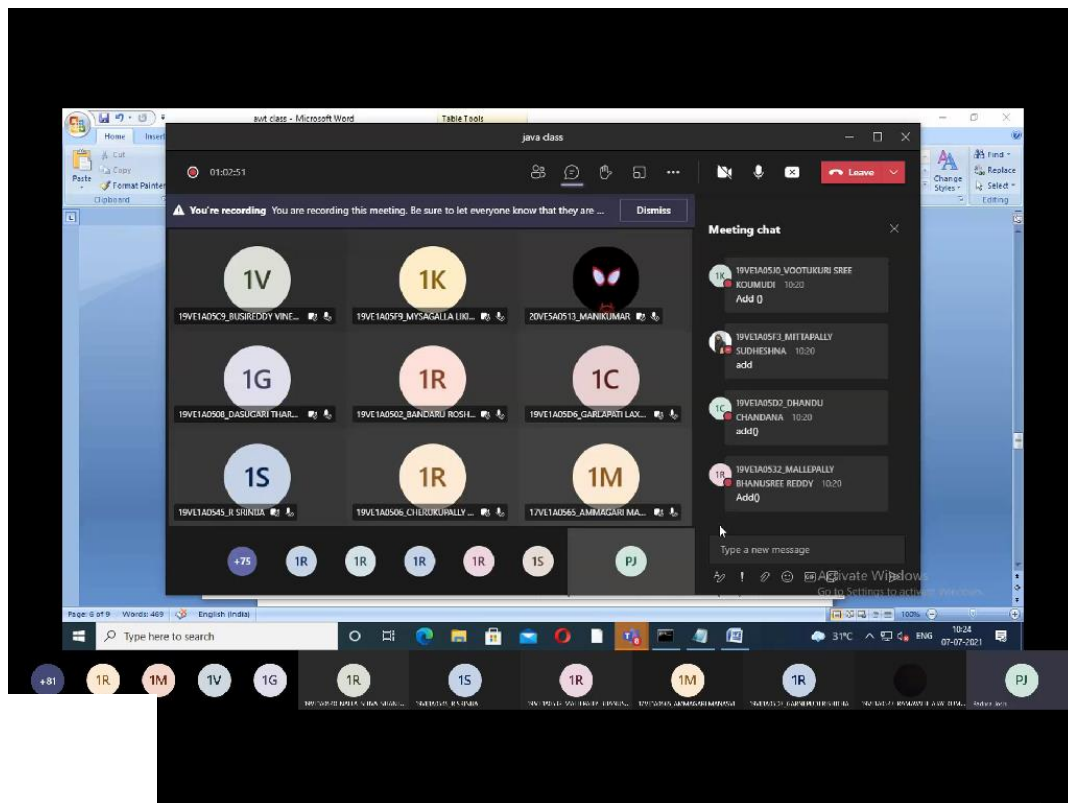 awt class - Microsoft Word
Table Tools
Home
Insert
Cut
Copy
Paste
Format Painter
Clipboard
Find
Replace
Select
Change
Styles
Editing
java class
01:02:51
Leave
You're recording You are recording this meeting. Be sure to let everyone know that they are ...
Dismiss
Meeting chat
1V
1K
19VE1A05C9_BUSIREDDY VINE...
19VE1A05F9_MYSAGALLA LIKI...
20VE5A0513_MANIKUMAR
1G
1R
1C
19VE1A0508_DASUGARI THAR...
19VE1A0502_BANDARU ROSH...
19VE1A05D6_GARLAPATI LAX...
1S
1R
1M
19VE1A0545_R SRINIJA
19VE1A0506_CHERUKUPALLY ...
17VE1A0565_AMMAGARI MA...
+75
1R
1R
1R
1R
1S
PJ
1K
19VE1A05J0_VOOTUKURI SREE
KOUMUDI 10:20
Add ()
19VE1A05F3_MITTAPALLY
SUDHESHNA 10:20
add
1C
19VE1A05D2_DHANDU
CHANDANA 10:20
add()
1R
19VE1A0532_MALLEPALLY
BHANUSREE REDDY 10:20
Add()
Type a new message
Activate Windows
Go to Settings to activate Windows.
Page: 6 of 9
Words: 469
English (India)
100%
Type here to search
31°C
ENG
10:24
07-07-2021
+81
1R
1M
1V
1G
1R
1S
1R
1M
1R
PJ